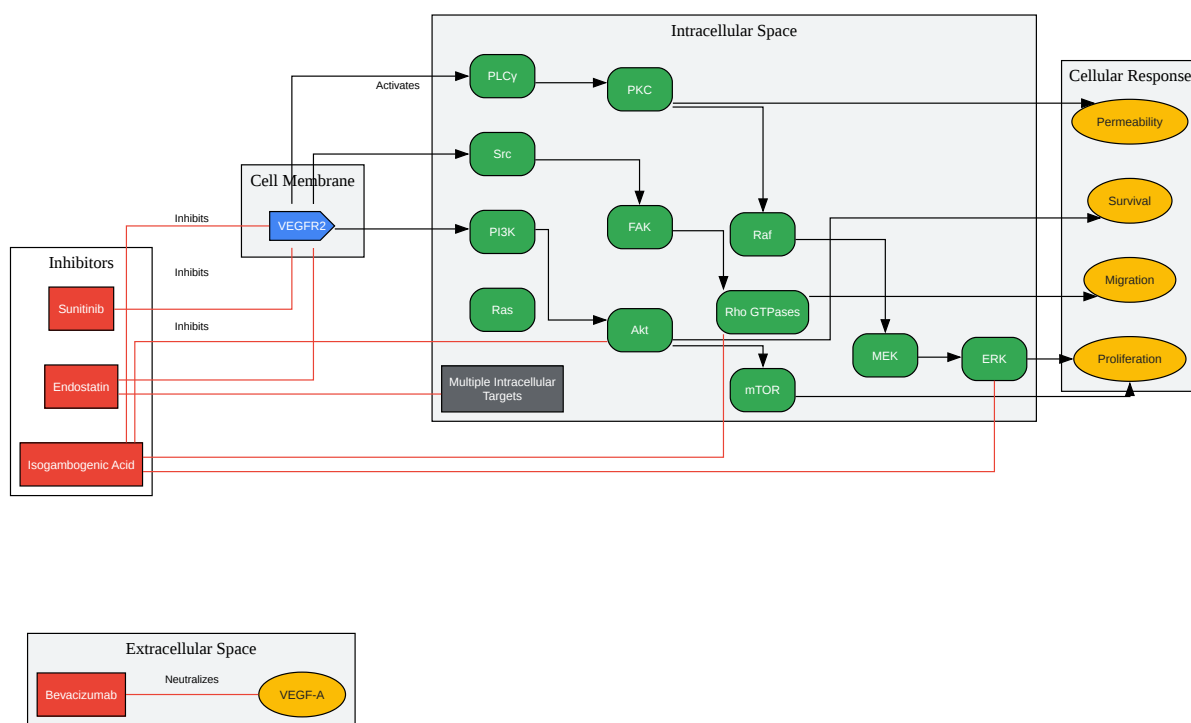 Intracellular Space
PLCγ
PKC
Activates
Cellular Response
Permeability
Src
Cell Membrane
VEGFR2
Inhibits
PI3K
FAK
Raf
Survival
Inhibitors
Inhibits
Sunitinib
Ras
Rho GTPases
Migration
Inhibits
Akt
MEK
ERK
Proliferation
Endostatin
Multiple Intracellular
Targets
mTOR
Isogambogenic Acid
Extracellular Space
Bevacizumab
Neutralizes
VEGF-A